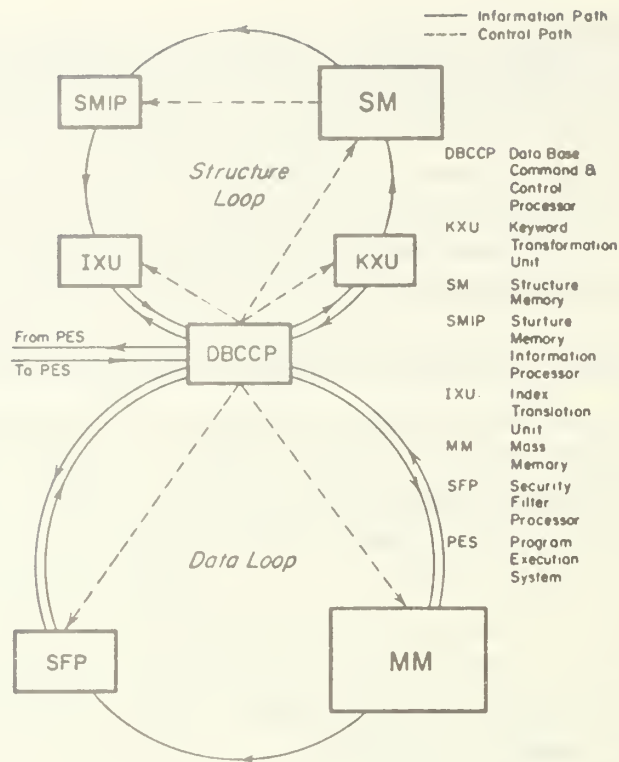 Information Path
Control Path
SMIP
SM
Structure
Loop
IXU
KXU
DBCCP
From PES
To PES
Data Loop
SFP
MM
DBCCP Data Base
Command &
Control
Processor
KXU Keyword
Transformation
Unit
SM Structure
Memory
SMIP Sturture
Memory
Information
Processor
IXU Index
Translation
Unit
MM Mass
Memory
SFP Security
Filter
Processor
PES Program
Execution
System